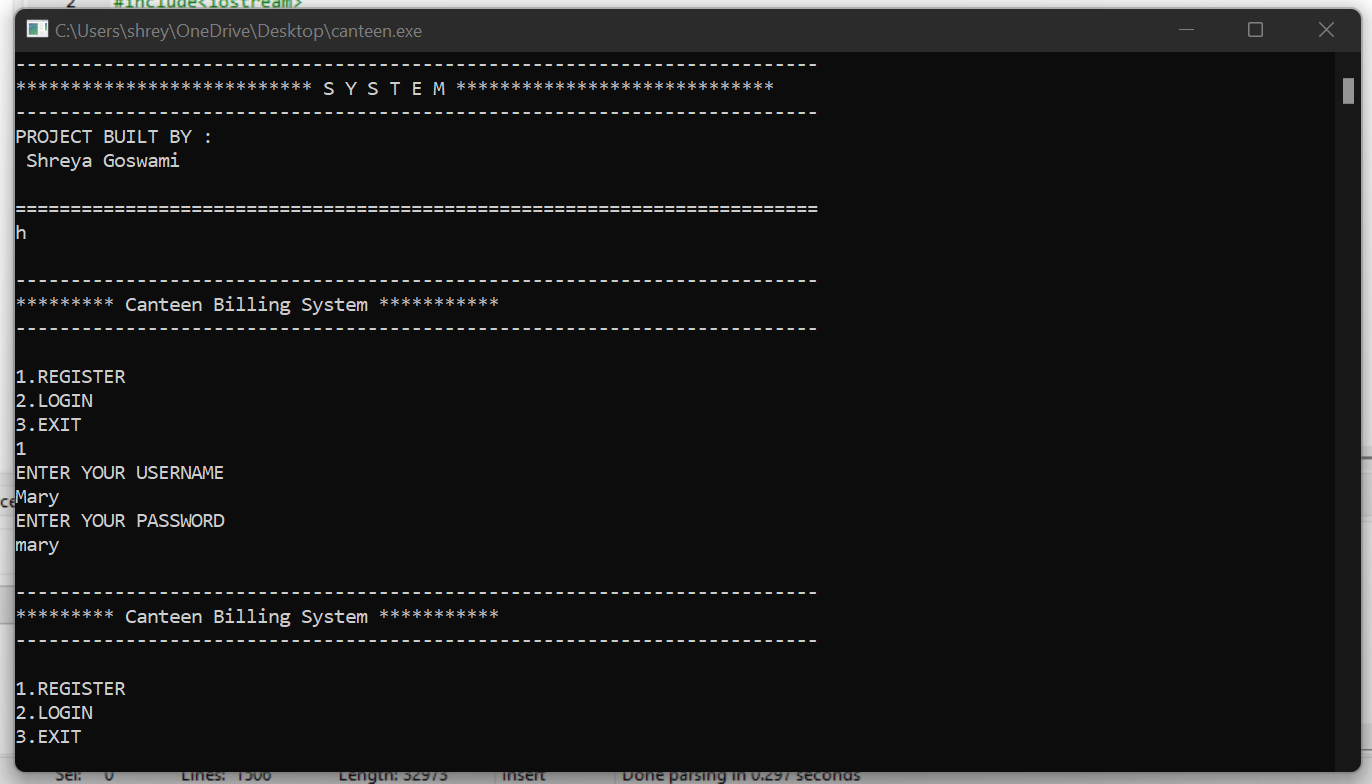 2 #include<iostream>
C:\Users\shrey\OneDrive\Desktop\canteen.exe
-------------------------------------------------------------------------
*************************** S Y S T E M *****************************
-------------------------------------------------------------------------
PROJECT BUILT BY :
 Shreya Goswami
=========================================================================
h
-------------------------------------------------------------------------
********* Canteen Billing System ***********
-------------------------------------------------------------------------
1.REGISTER
2.LOGIN
3.EXIT
1
ENTER YOUR USERNAME
Mary
ENTER YOUR PASSWORD
mary
-------------------------------------------------------------------------
********* Canteen Billing System ***********
-------------------------------------------------------------------------
1.REGISTER
2.LOGIN
3.EXIT
Sel: 0 Lines: 1506 Length: 32973 Insert Done parsing in 0.297 seconds